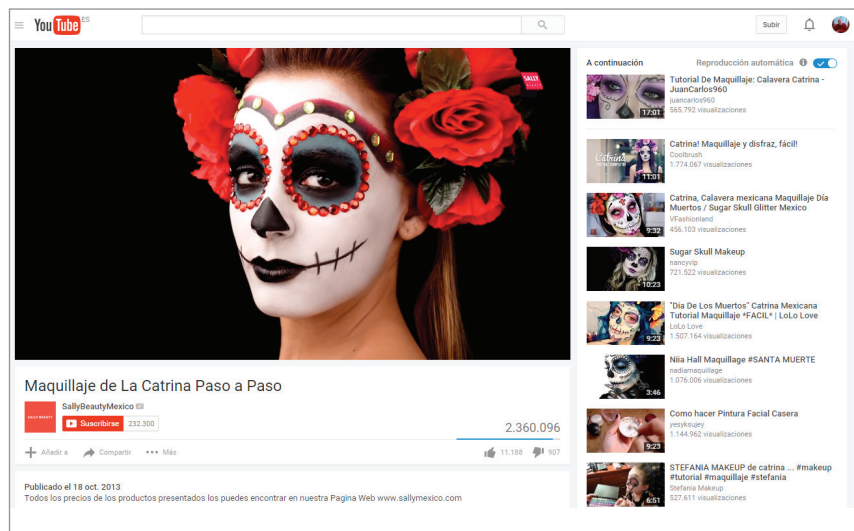 YouTube ES
Subir
SALLY
BEAUTY
Maquillaje de La Catrina Paso a Paso
SALLY BEAUTY
SallyBeautyMexico
Suscribirse 232.300
2.360.096
Añadir a Compartir Más
11.188 907
Publicado el 18 oct. 2013
Todos los precios de los productos presentados los puedes encontrar en nuestra Pagina Web www.sallymexico.com
A continuación Reproducción automática
17:01
Tutorial De Maquillaje: Calavera Catrina -
JuanCarlos960
juancarlos960
565.792 visualizaciones
Catrina
11:01
Catrina! Maquillaje y disfraz, fácil!
Coolbrush
1.774.067 visualizaciones
9:32
Catrina, Calavera mexicana Maquillaje Día
Muertos / Sugar Skull Glitter Mexico
VFashionland
456.103 visualizaciones
10:23
Sugar Skull Makeup
nancyvip
721.522 visualizaciones
9:23
"Dia De Los Muertos" Catrina Mexicana
Tutorial Maquillaje *FACIL* | LoLo Love
LoLo Love
1.507.164 visualizaciones
3:46
Niia Hall Maquillage #SANTA MUERTE
nadiamaquillage
1.076.006 visualizaciones
9:23
Como hacer Pintura Facial Casera
yesyksujey
1.144.962 visualizaciones
6:51
STEFANIA MAKEUP de catrina ... #makeup
#tutorial #maquillaje #stefania
Stefania Makeup
527.611 visualizaciones